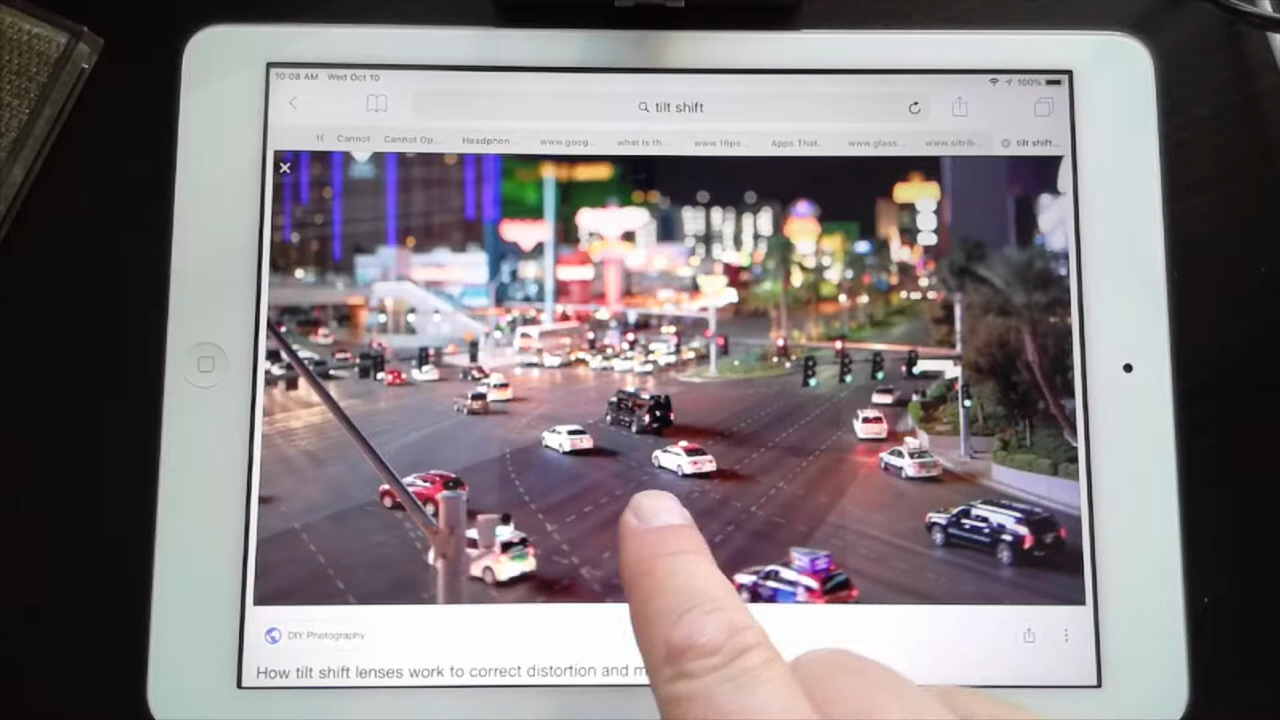 10:08 AM Wed Oct 10
100%
tilt shift
Cannot Cannot Op... Headphon... www.goog... what is th... www.16pe... Apps That... www.glass... www.sltrib... tilt shift...
DIY Photography
How tilt shift lenses work to correct distortion and